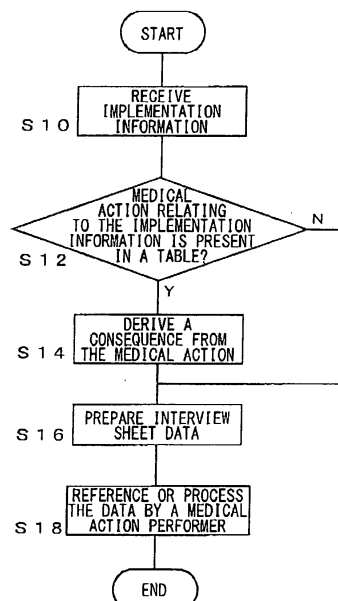 START
RECEIVE
IMPLEMENTATION
INFORMATION
S10
MEDICAL
ACTION RELATING
TO THE IMPLEMENTATION
INFORMATION IS PRESENT
IN A TABLE?
N
S12
Y
DERIVE A
CONSEQUENCE FROM
THE MEDICAL ACTION
S14
PREPARE INTERVIEW
SHEET DATA
S16
REFERENCE OR PROCESS
THE DATA BY A MEDICAL
ACTION PERFORMER
S18
END